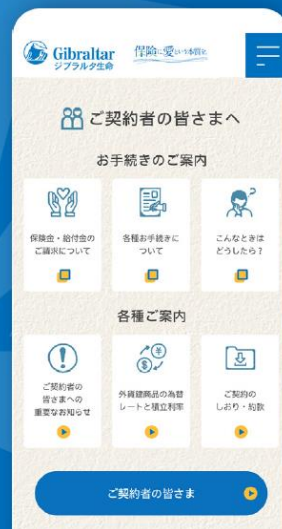 Gibraltar
ジブラルタ生命
保険に愛という本質を
ご契約者の皆さまへ
お手続きのご案内
保険金・給付金の
ご請求について
各種お手続きに
ついて
こんなときは
どうしたら？
各種ご案内
ご契約者の
皆さまへの
重要なお知らせ
外貨建商品の為替
レートと積立利率
ご契約の
しおり・約款
ご契約者の皆さま